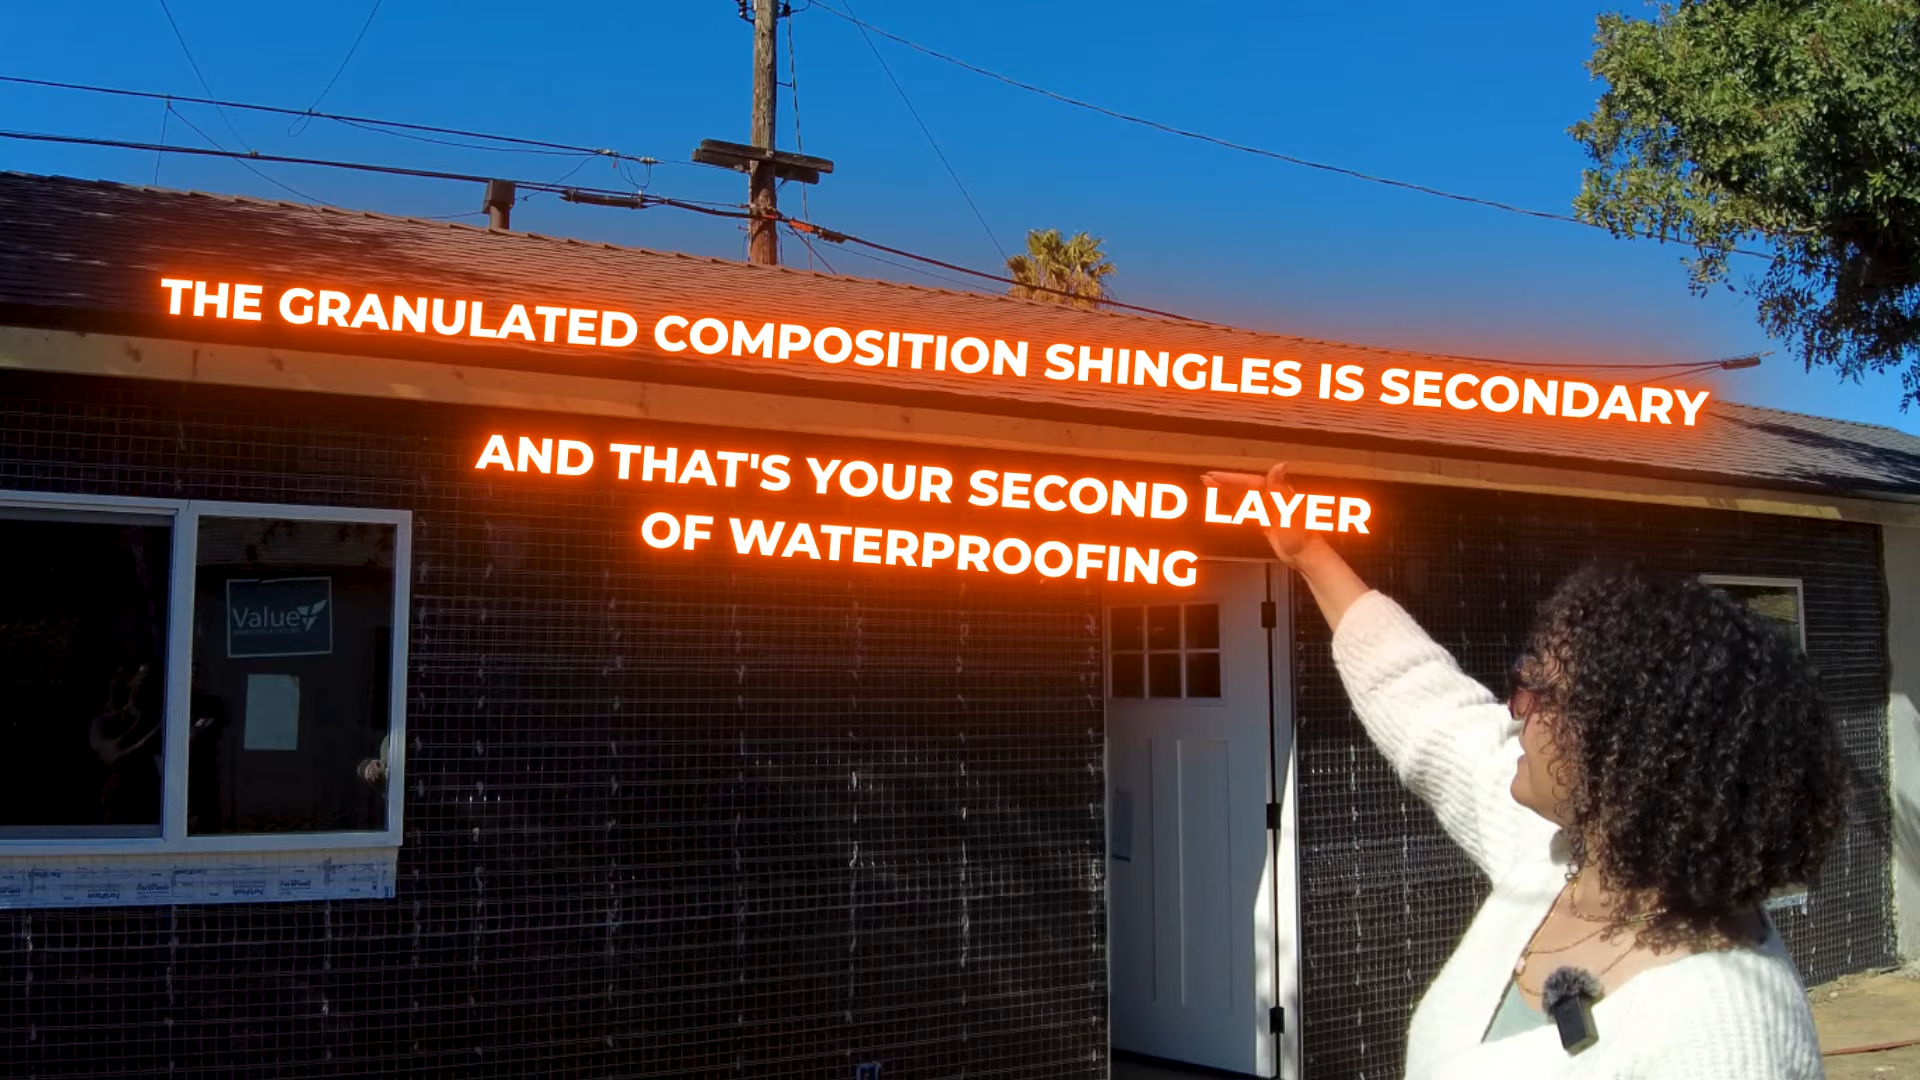 THE GRANULATED COMPOSITION SHINGLES IS SECONDARY
AND THAT'S YOUR SECOND LAYER
OF WATERPROOFING
Value